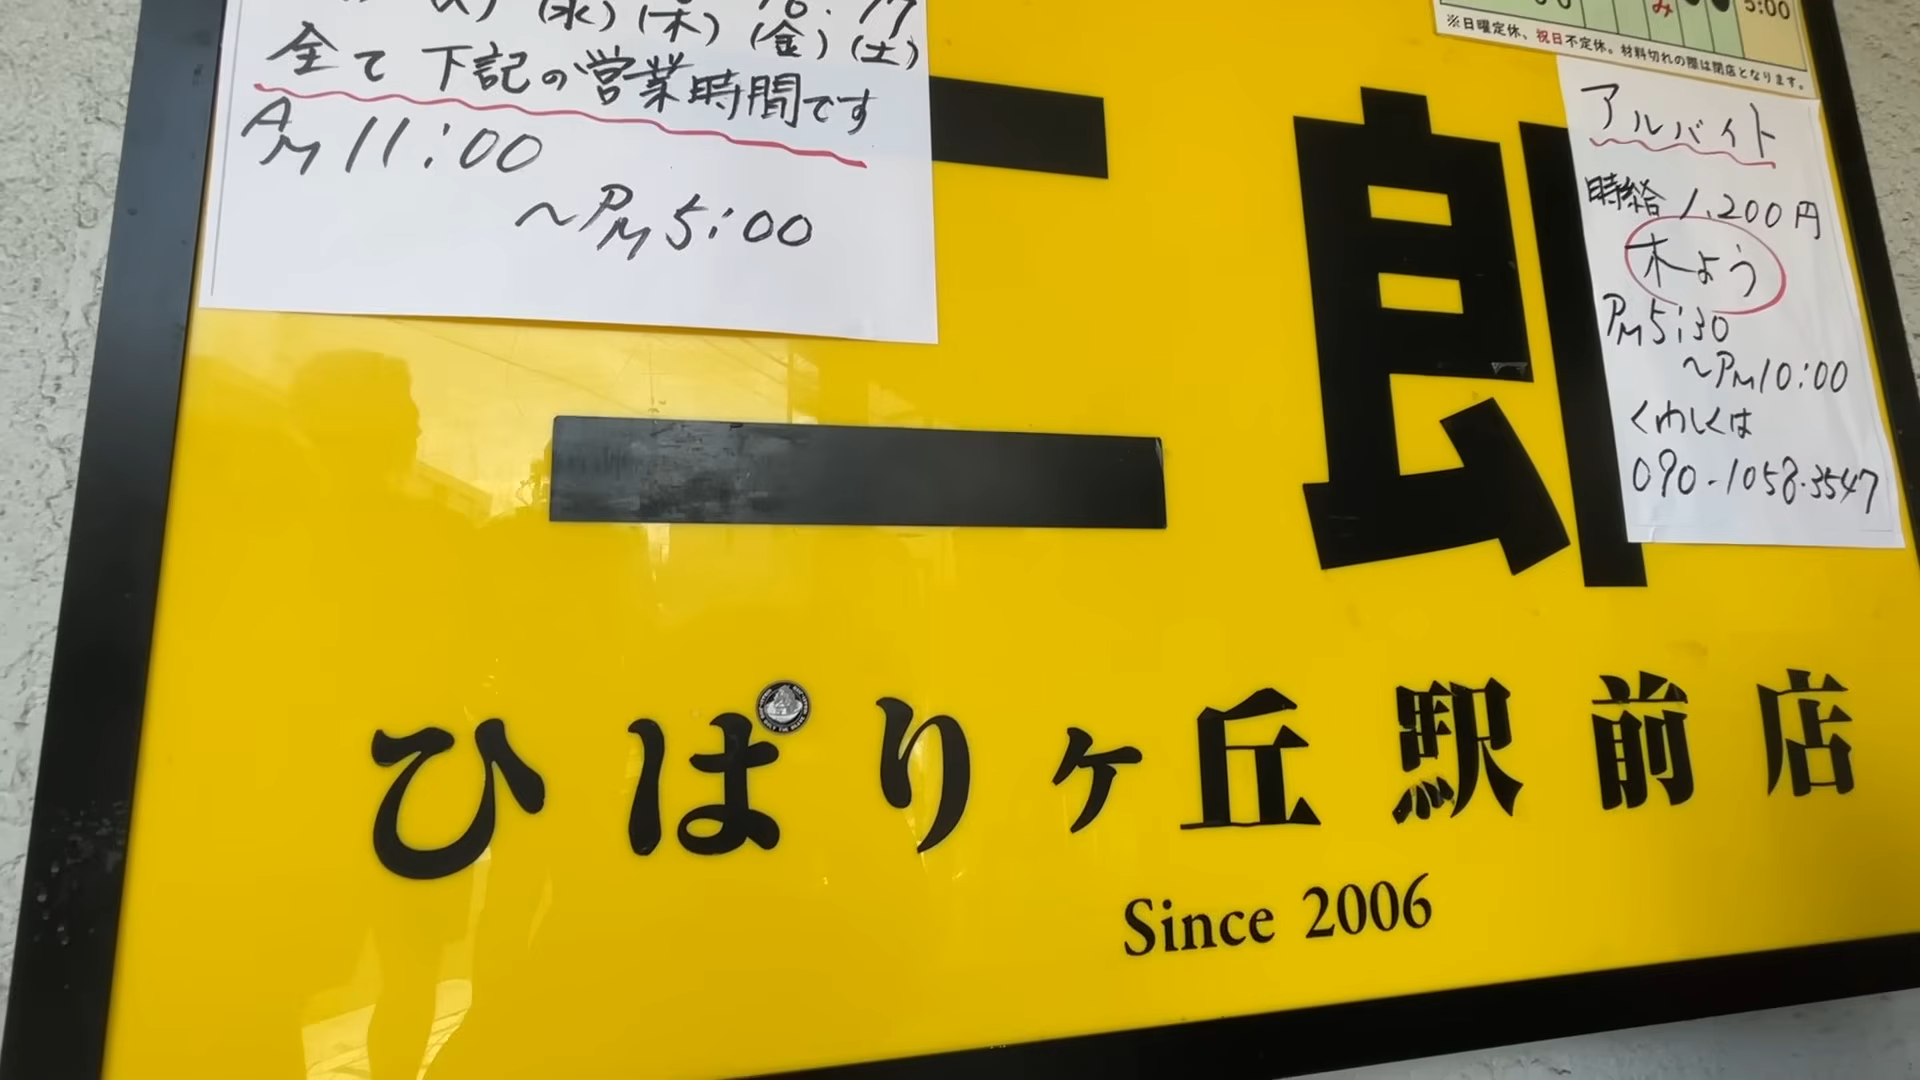 (水) (木) (金) (土)
全て下記の営業時間です
AM 11:00
~PM 5:00
5:00
※日曜定休、祝日不定休。材料切れの際は閉店となります。
アルバイト
時給 1,200円
木よう
PM5:30
~PM10:00
くわしくは
090-1058-3547
二郎
ひばりヶ丘駅前店
Since 2006